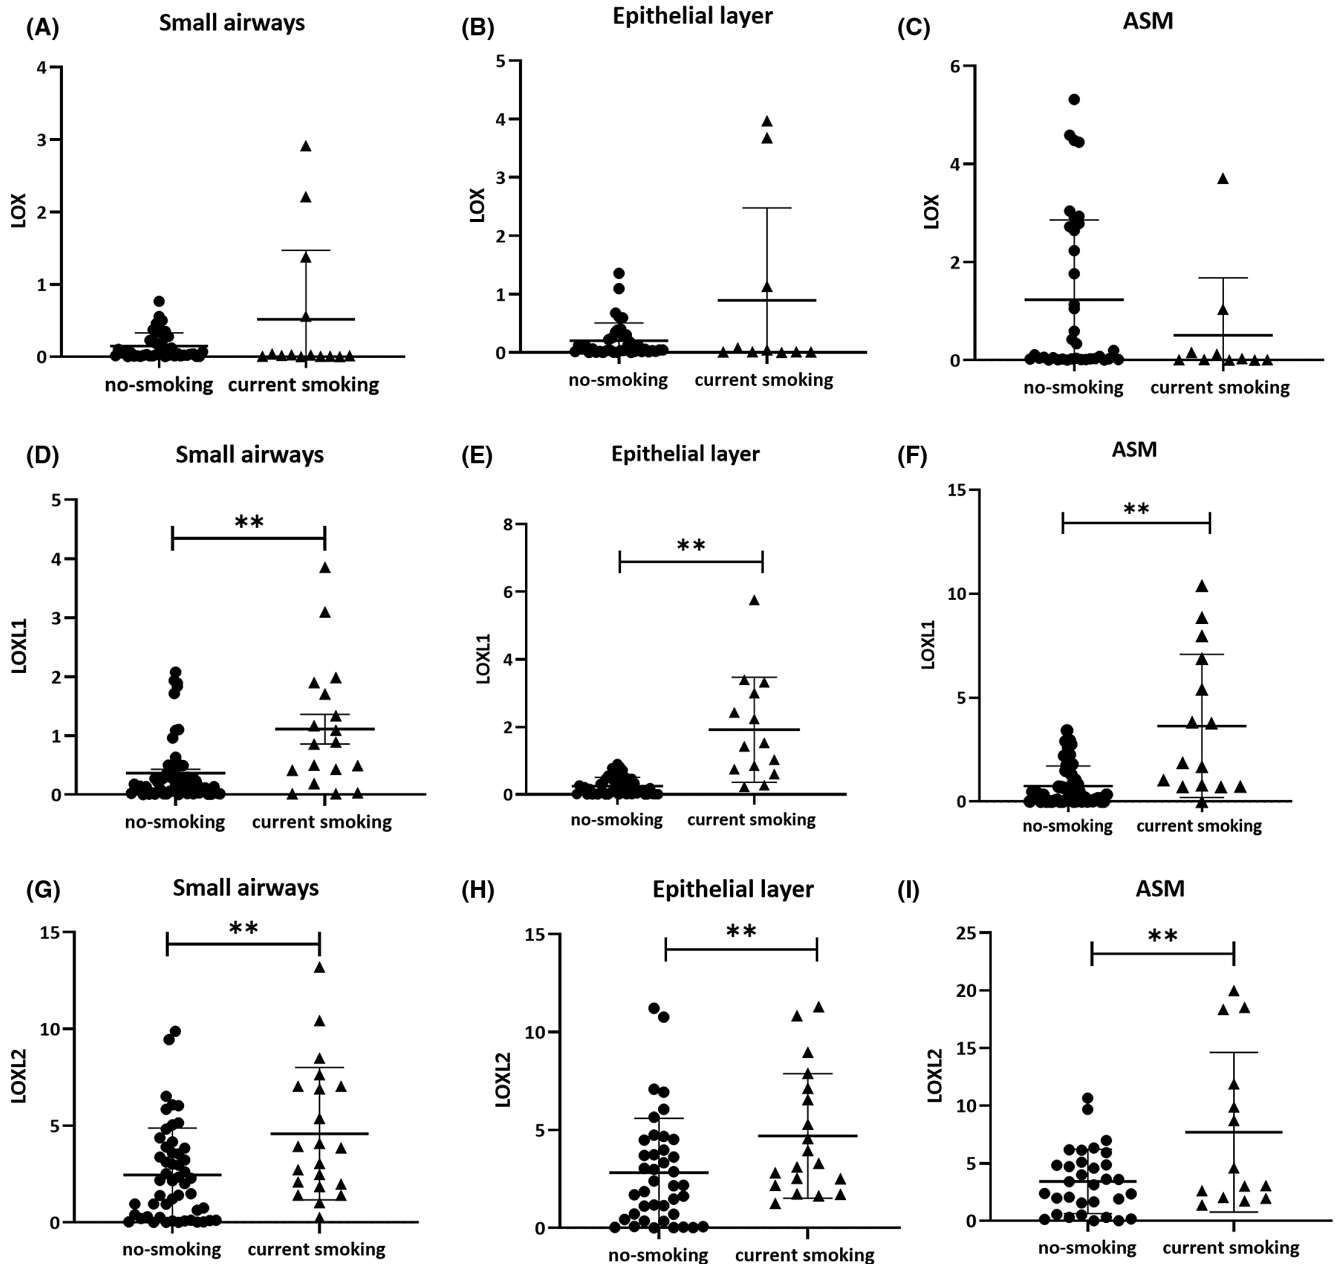 (A)
Small airways
4
3
2
1
0
LOX
no-smoking
current smoking
(B)
Epithelial layer
5
4
3
2
1
0
LOX
no-smoking
current smoking
(C)
ASM
6
4
2
0
LOX
no-smoking
current smoking
(D)
Small airways
5
4
3
2
1
0
LOXL1
**
no-smoking
current smoking
(E)
Epithelial layer
8
6
4
2
0
LOXL1
**
no-smoking
current smoking
(F)
ASM
15
10
5
0
LOXL1
**
no-smoking
current smoking
(G)
Small airways
15
10
5
0
LOXL2
**
no-smoking
current smoking
(H)
Epithelial layer
15
10
5
0
LOXL2
**
no-smoking
current smoking
(I)
ASM
25
20
15
10
5
0
LOXL2
**
no-smoking
current smoking